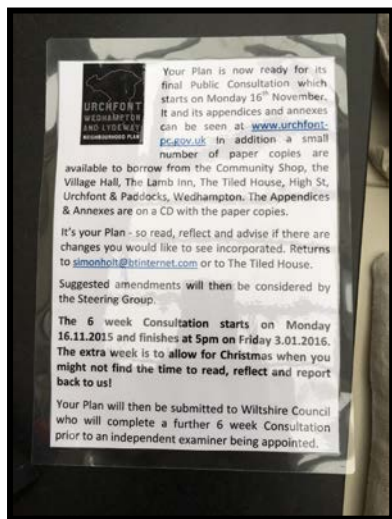 URCHFONT
WEDHAMPTON
AND LYDEWAY
NEIGHBOURHOOD PLAN
Your Plan is now ready for its
final Public Consultation which
starts on Monday 16th November.
It and its appendices and annexes
can be seen at www.urchfont-
pc.gov.uk In addition a small
number of paper copies are
available to borrow from the Community Shop, the
Village Hall, The Lamb Inn, The Tiled House, High St,
Urchfont & Paddocks, Wedhampton. The Appendices
& Annexes are on a CD with the paper copies.
It's your Plan - so read, reflect and advise if there are
changes you would like to see incorporated. Returns
to simonholt@btinternet.com or to The Tiled House.
Suggested amendments will then be considered by
the Steering Group.
The 6 week Consultation starts on Monday
16.11.2015 and finishes at 5pm on Friday 3.01.2016.
The extra week is to allow for Christmas when you
might not find the time to read, reflect and report
back to us!
Your Plan will then be submitted to Wiltshire Council
who will complete a further 6 week Consultation
prior to an independent examiner being appointed.